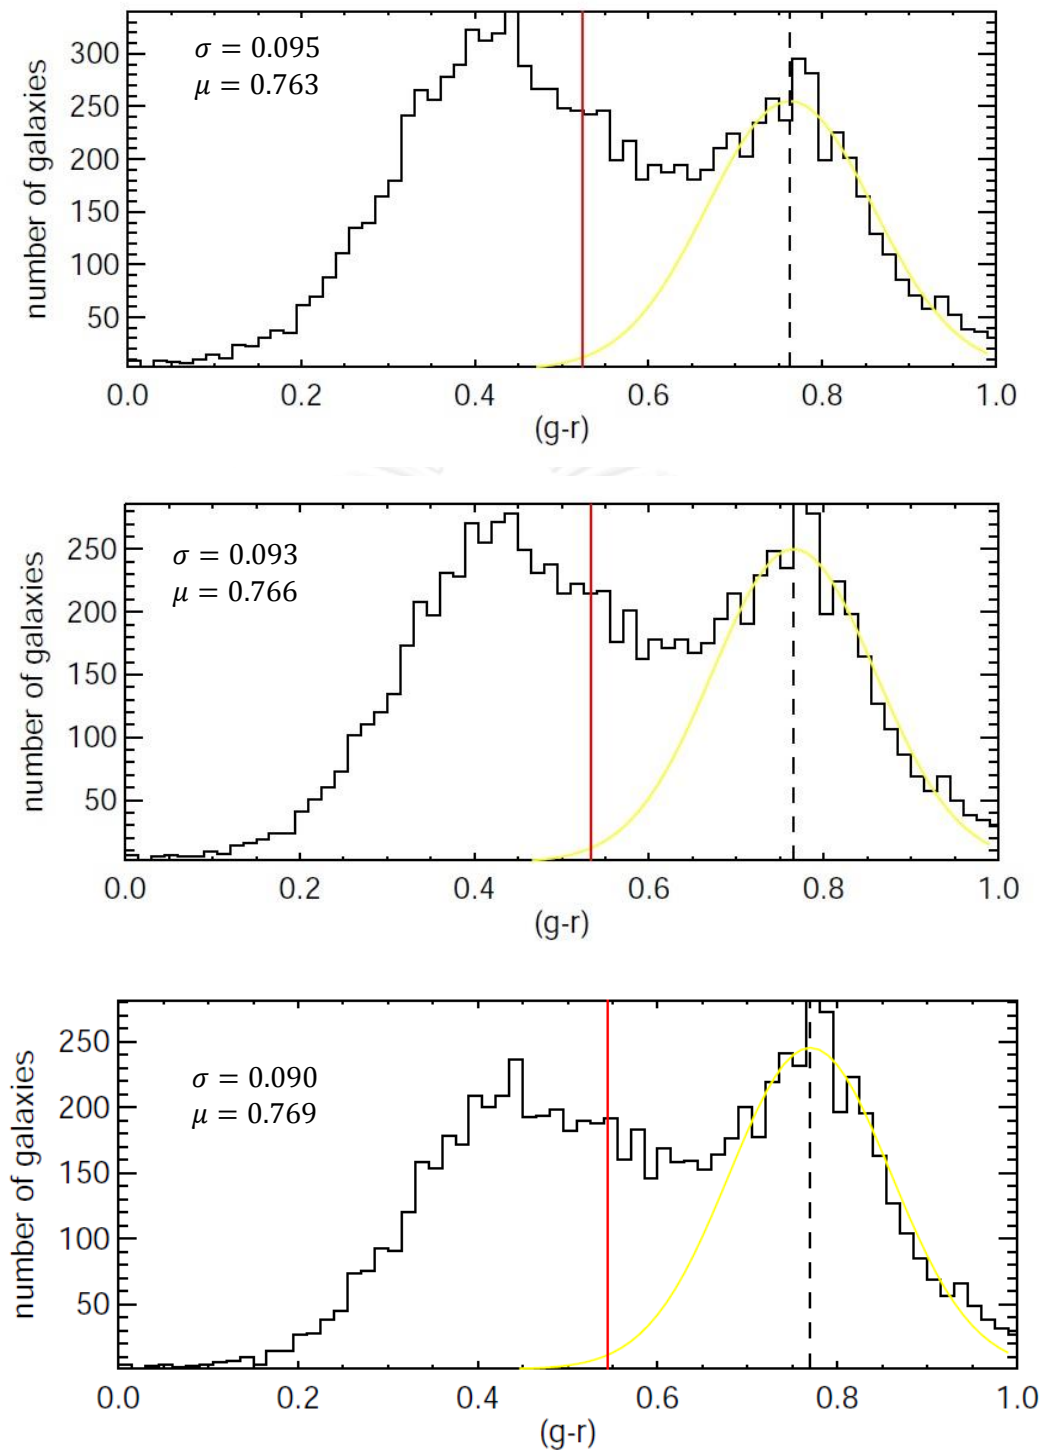 number of galaxies
300
250
200
150
100
50
σ = 0.095
μ = 0.763
0.0 0.2 0.4 0.6 0.8 1.0
(g-r)
number of galaxies
250
200
150
100
50
σ = 0.093
μ = 0.766
0.0 0.2 0.4 0.6 0.8 1.0
(g-r)
number of galaxies
250
200
150
100
50
σ = 0.090
μ = 0.769
0.0 0.2 0.4 0.6 0.8 1.0
(g-r)